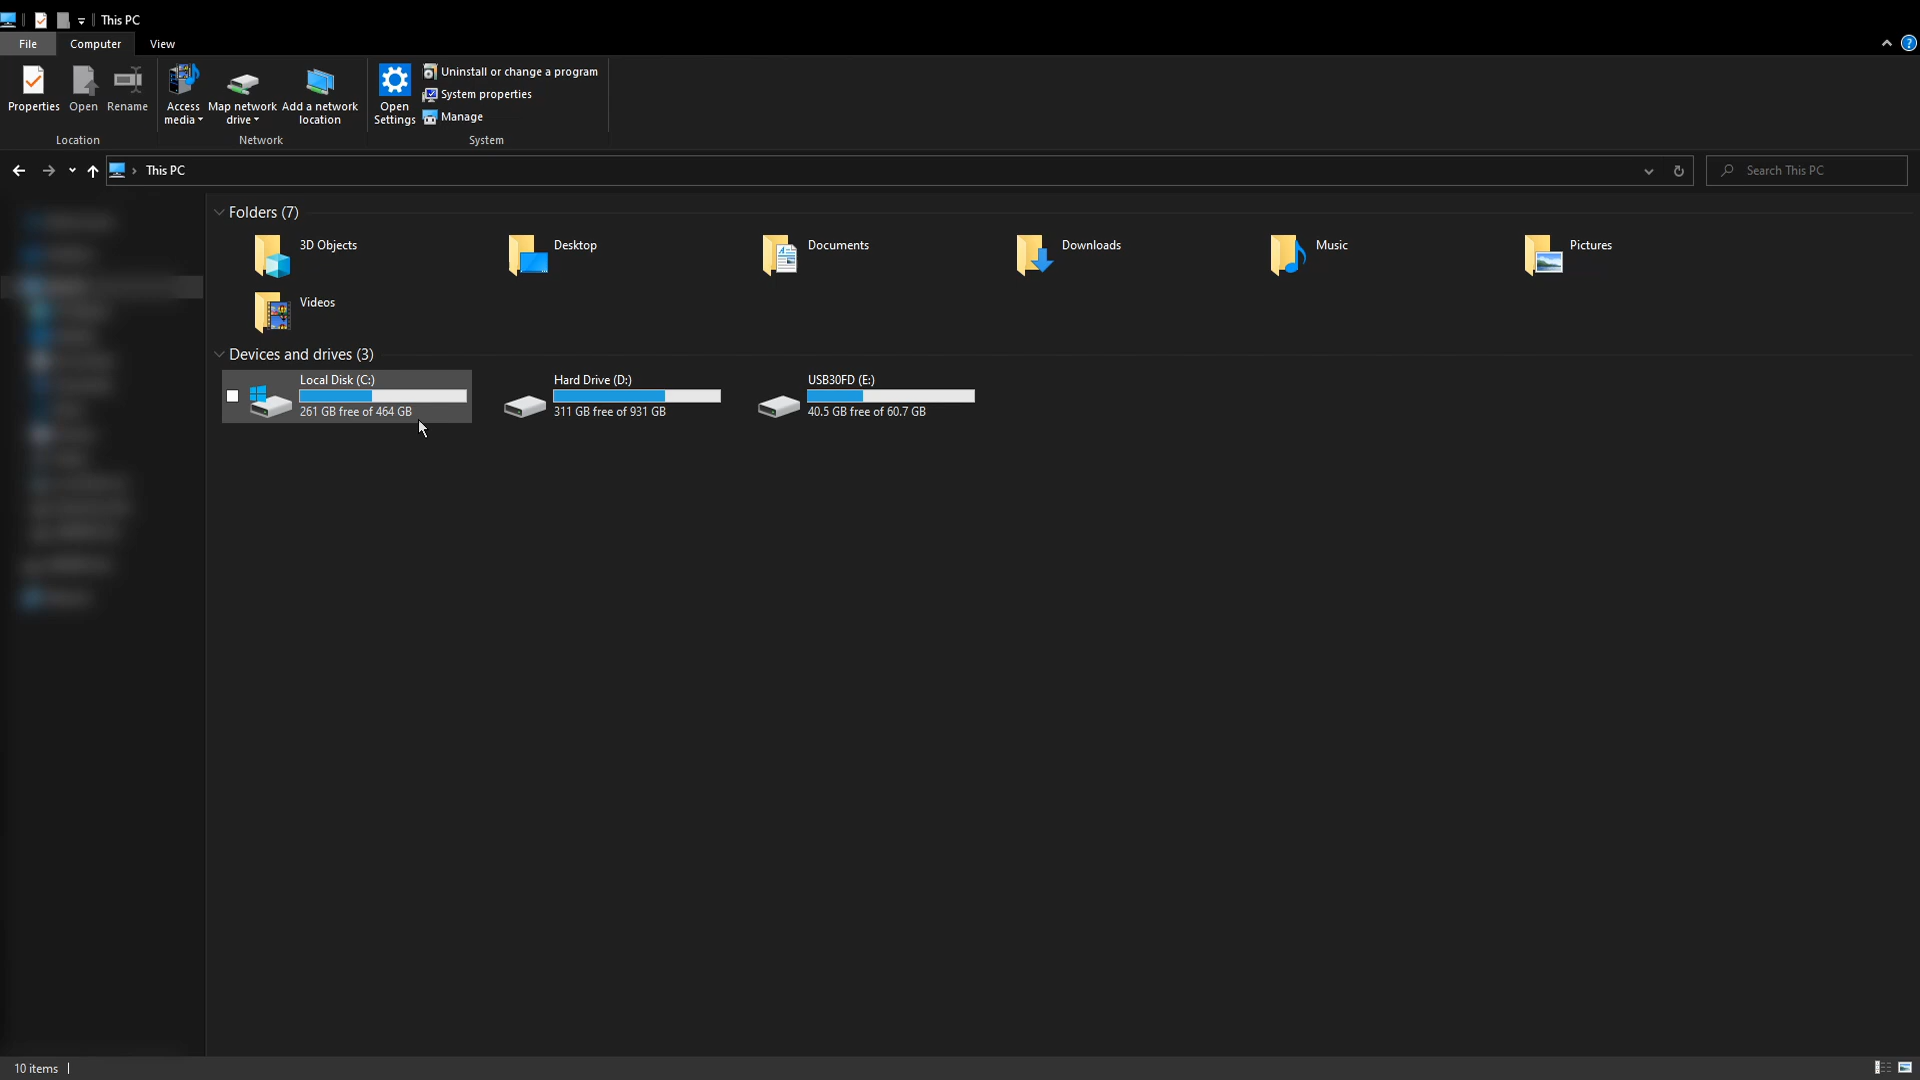 This PC
File Computer View
Properties Open Rename Access media Map network drive Add a network location Open Settings
Uninstall or change a program
System properties
Manage
Location Network System
This PC
Search This PC
Folders (7)
3D Objects
Desktop
Documents
Downloads
Music
Pictures
Videos
Devices and drives (3)
Local Disk (C:)
261 GB free of 464 GB
Hard Drive (D:)
311 GB free of 931 GB
USB30FD (E:)
40.5 GB free of 60.7 GB
10 items